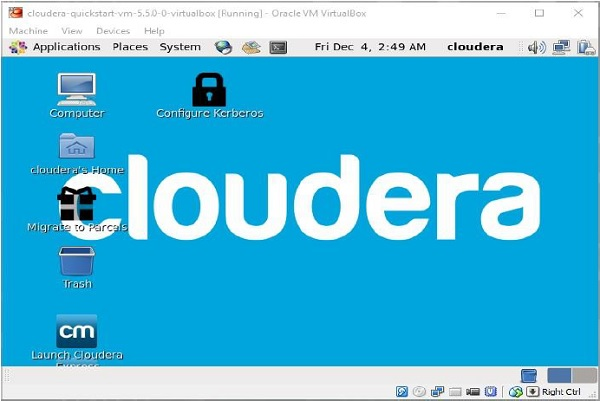 cloudera-quickstart-vm-5.5.0-0-virtualbox [Running] - Oracle VM VirtualBox
Machine View Devices Help
Applications Places System Fri Dec 4, 2:49 AM cloudera
Computer
Configure Kerberos
cloudera's Home
cloudera
Migrate to Parcels
Trash
cm
Launch Cloudera
Express
Right Ctrl